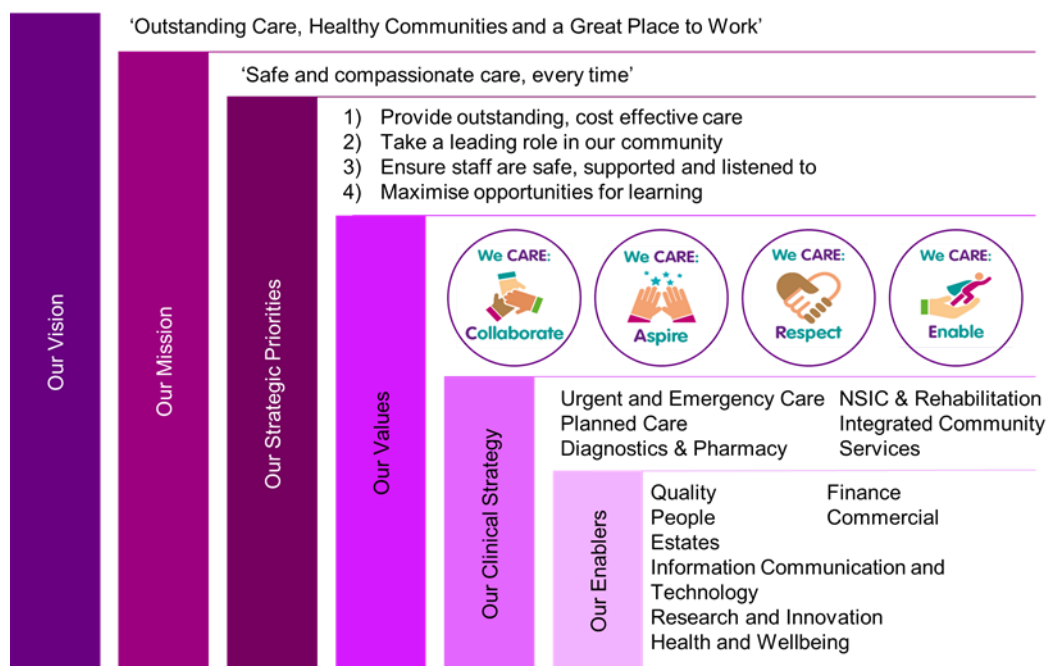 Our Vision
‘Outstanding Care, Healthy Communities and a Great Place to Work’
Our Mission
‘Safe and compassionate care, every time’
Our Strategic Priorities
1) Provide outstanding, cost effective care
2) Take a leading role in our community
3) Ensure staff are safe, supported and listened to
4) Maximise opportunities for learning
Our Values
We CARE:
Collaborate
We CARE:
Aspire
We CARE:
Respect
We CARE:
Enable
Our Clinical Strategy
Urgent and Emergency Care
Planned Care
Diagnostics & Pharmacy
NSIC & Rehabilitation
Integrated Community
Services
Our Enablers
Quality
People
Estates
Information Communication and
Technology
Research and Innovation
Health and Wellbeing
Finance
Commercial